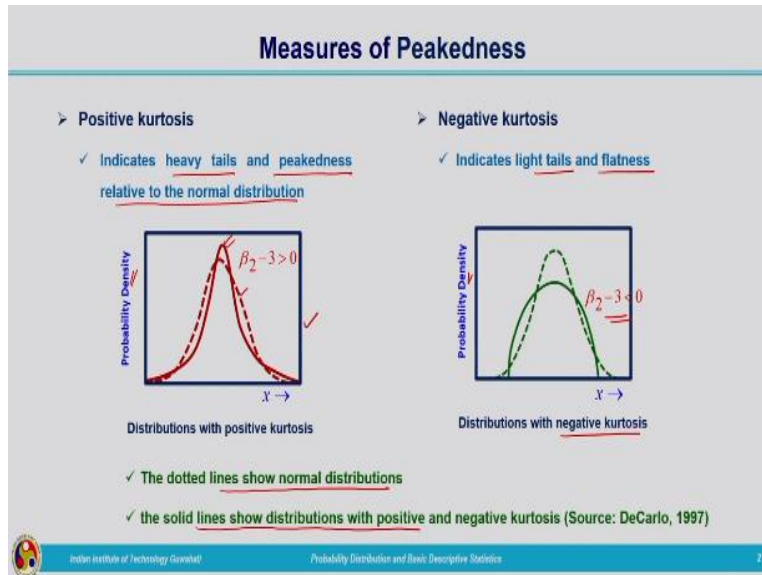 Measures of Peakedness
➢ Positive kurtosis
✓ Indicates heavy tails and peakedness
relative to the normal distribution
Probability Density
β₂−3>0
x →
Distributions with positive kurtosis
➢ Negative kurtosis
✓ Indicates light tails and flatness
Probability Density
β₂−3<0
x →
Distributions with negative kurtosis
✓ The dotted lines show normal distributions
✓ the solid lines show distributions with positive and negative kurtosis (Source: DeCarlo, 1997)
Indian Institute of Technology Guwahati
Probability Distribution and Basic Descriptive Statistics